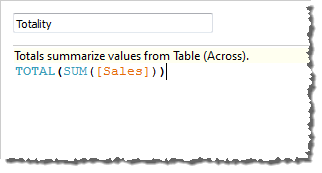 Totality
Totals summarize values from Table (Across).
TOTAL(SUM([Sales]))